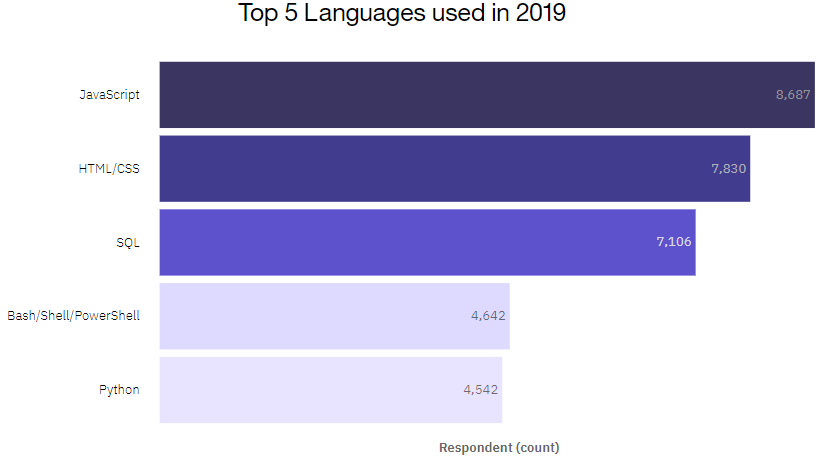 Top 5 Languages used in 2019
JavaScript 8,687
HTML/CSS 7,830
SQL 7,106
Bash/Shell/PowerShell 4,642
Python 4,542
Respondent (count)